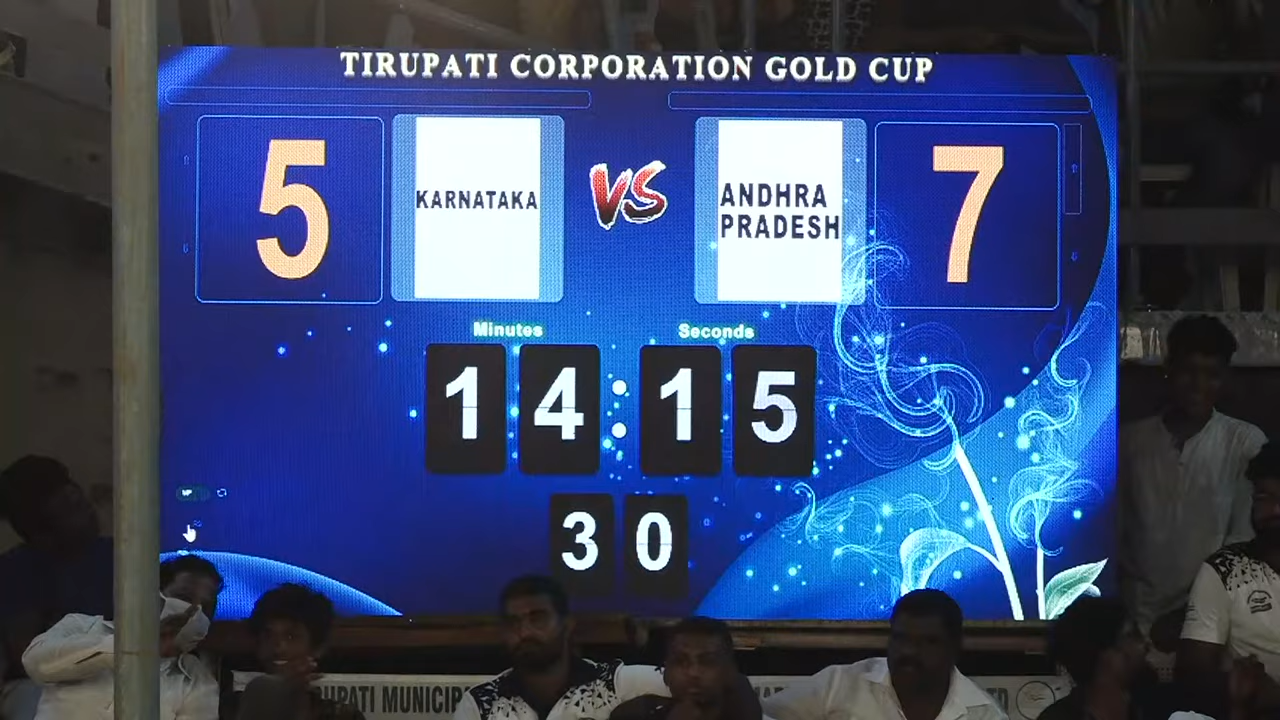 TIRUPATI CORPORATION GOLD CUP
5
KARNATAKA
VS
ANDHRA
PRADESH
7
Minutes
Seconds
14:15
30